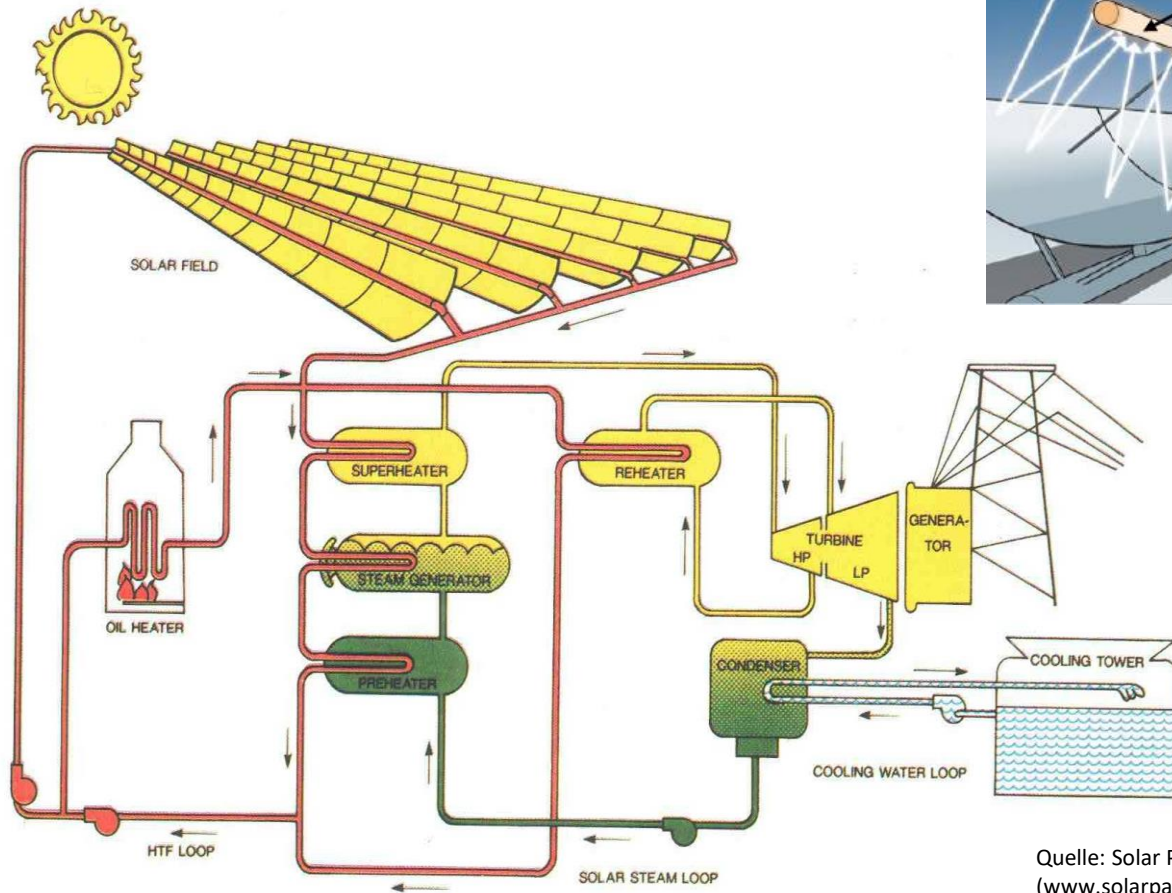 SOLAR FIELD
SUPERHEATER
REHEATER
GENERA-
TOR
TURBINE
HP
LP
STEAM GENERATOR
OIL HEATER
CONDENSER
COOLING TOWER
PREHEATER
COOLING WATER LOOP
HTF LOOP
SOLAR STEAM LOOP
Quelle: Solar
(www.solarpa